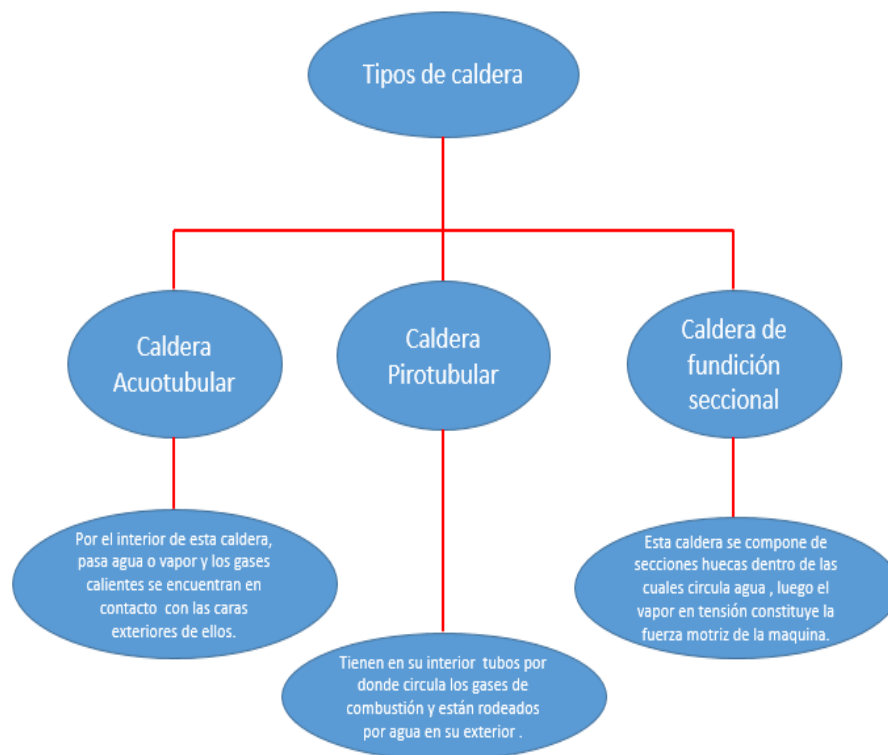 Tipos de caldera
Caldera
Acuotubular
Caldera
Pirotubular
Caldera de
fundición
seccional
Por el interior de esta caldera,
pasa agua o vapor y los gases
calientes se encuentran en
contacto con las caras
exteriores de ellos.
Tienen en su interior tubos por
donde circula los gases de
combustión y están rodeados
por agua en su exterior .
Esta caldera se compone de
secciones huecas dentro de las
cuales circula agua , luego el
vapor en tensión constituye la
fuerza motriz de la maquina.